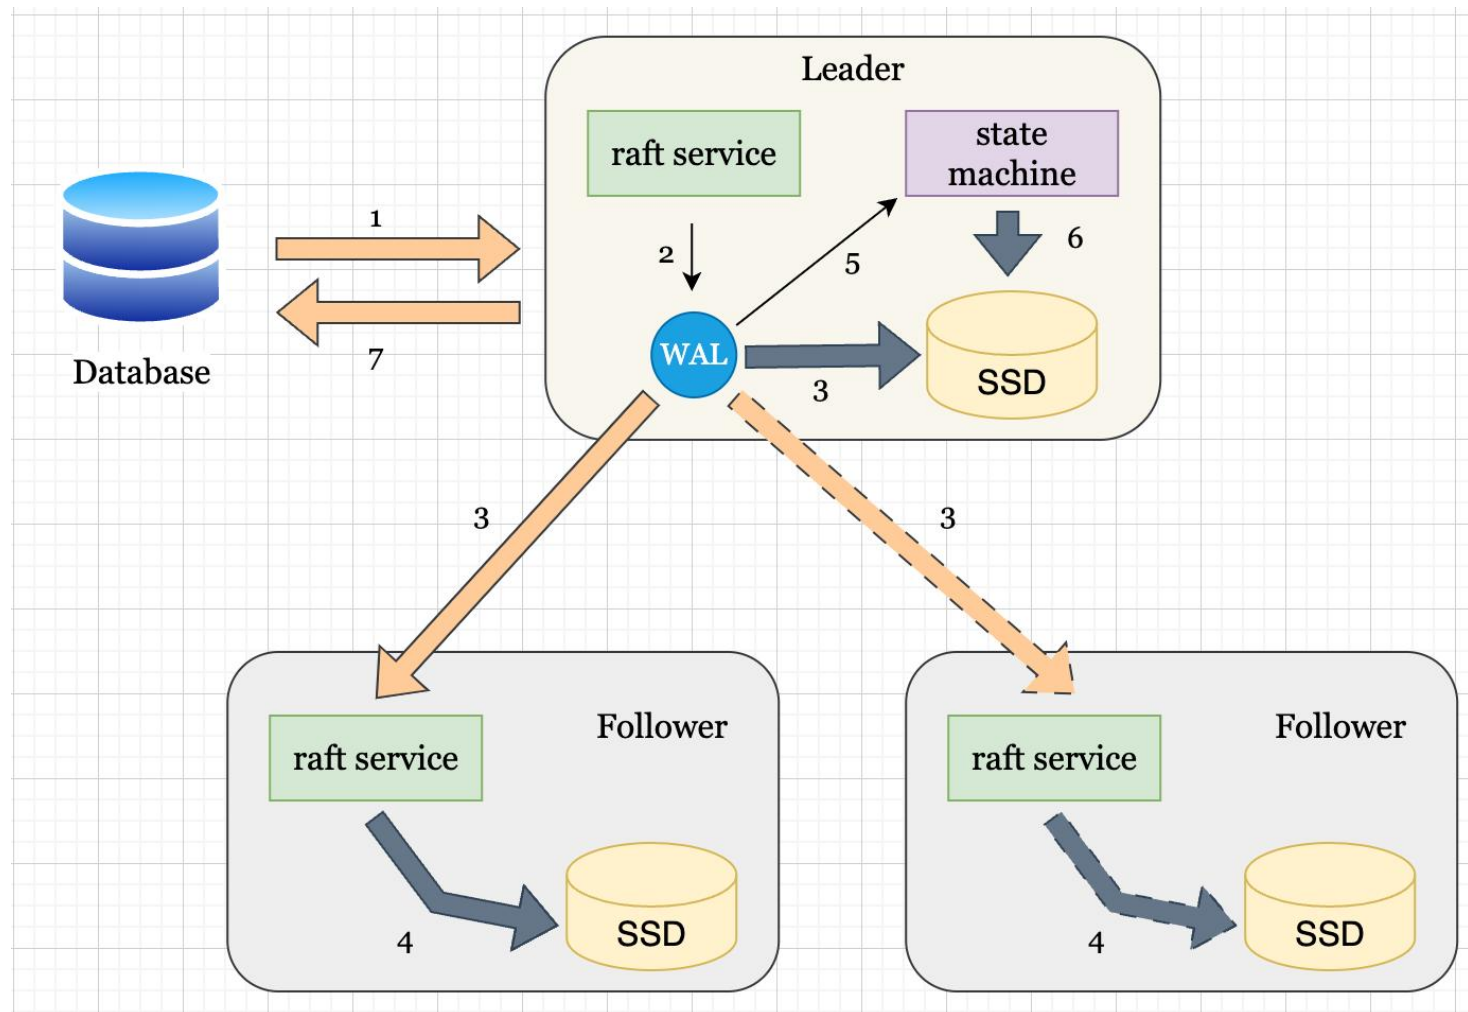 Leader
raft service
state
machine
1
2
5
6
7
WAL
3
SSD
Database
3
3
Follower
raft service
4
SSD
Follower
raft service
4
SSD